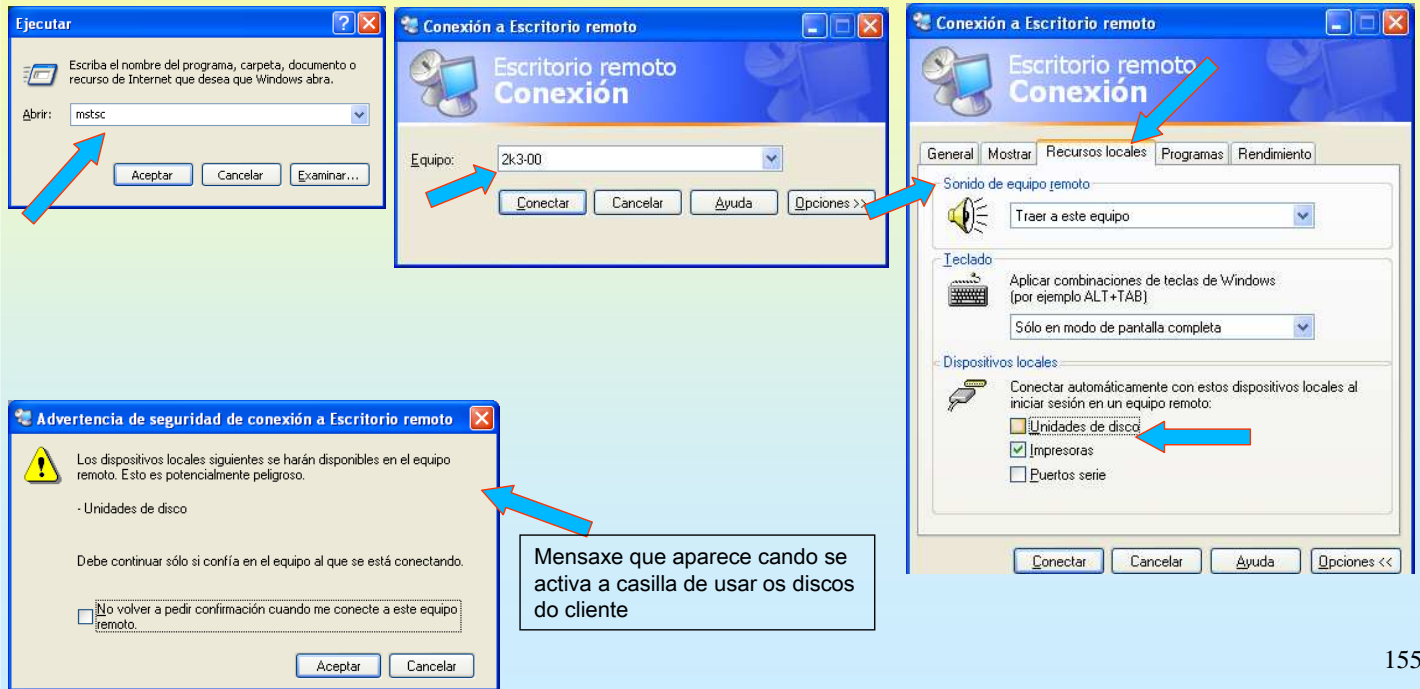 Ejecutar
Escriba el nombre del programa, carpeta, documento o
recurso de Internet que desea que Windows abra.
Abrir: mstsc
Aceptar Cancelar Examinar...
Conexión a Escritorio remoto
Escritorio remoto
Conexión
Equipo: 2k3-00
Conectar Cancelar Ayuda Opciones >>
Conexión a Escritorio remoto
Escritorio remoto
Conexión
General Mostrar Recursos locales Programas Rendimiento
Sonido de equipo remoto
Traer a este equipo
Teclado
Aplicar combinaciones de teclas de Windows
(por ejemplo ALT+TAB)
Sólo en modo de pantalla completa
Dispositivos locales
Conectar automáticamente con estos dispositivos locales al
iniciar sesión en un equipo remoto:
Unidades de disco
Impresoras
Puertos serie
Conectar Cancelar Ayuda Opciones <<
Advertencia de seguridad de conexión a Escritorio remoto
Los dispositivos locales siguientes se harán disponibles en el equipo
remoto. Esto es potencialmente peligroso.
- Unidades de disco
Debe continuar sólo si confía en el equipo al que se está conectando.
No volver a pedir confirmación cuando me conecte a este equipo
remoto.
Aceptar Cancelar
Mensaxe que aparece cando se
activa a casilla de usar os discos
do cliente
155